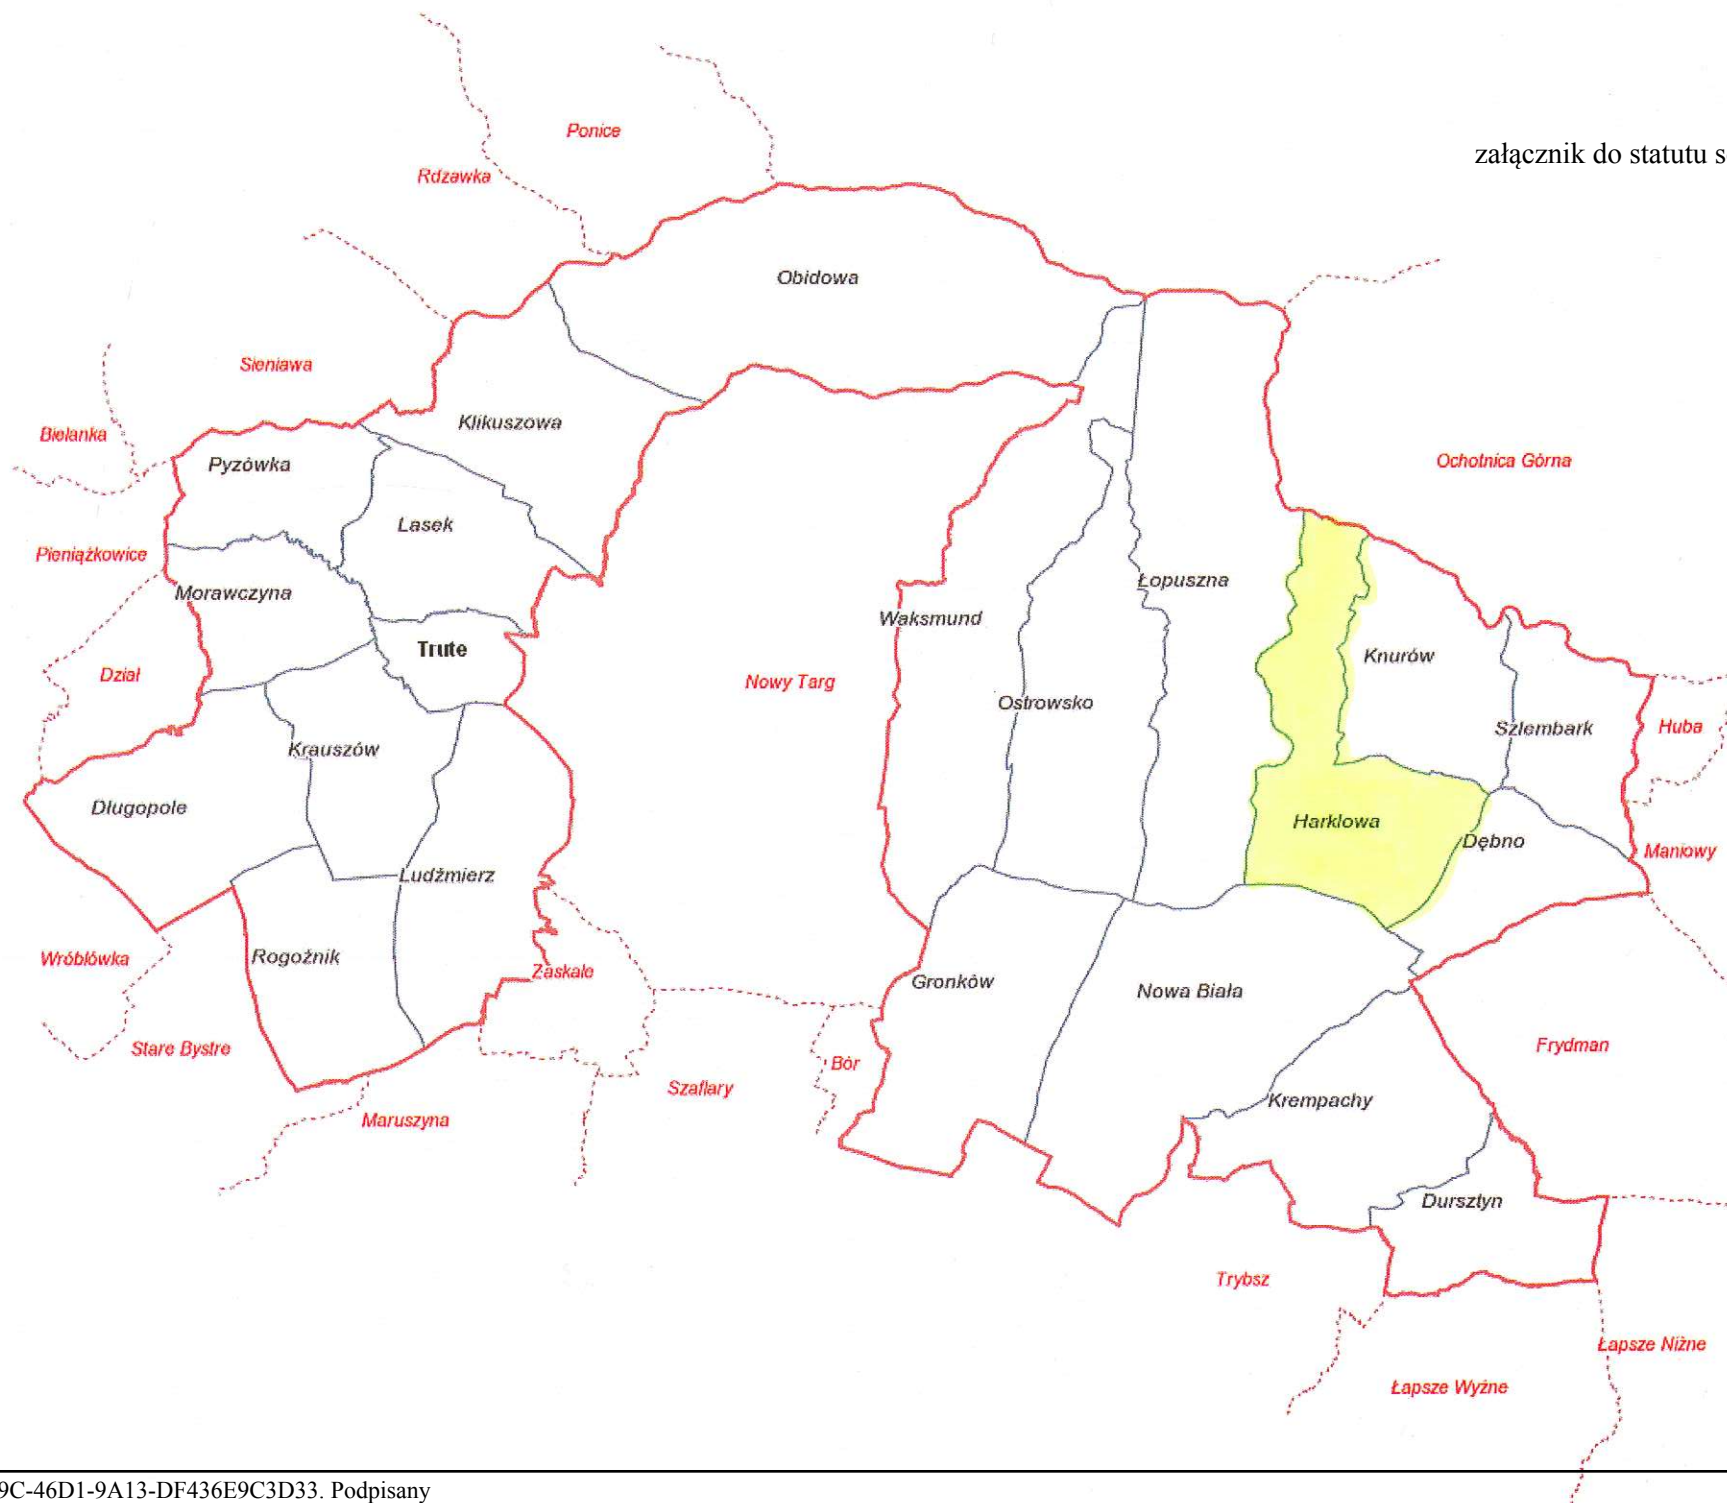 Ponice
załącznik do statutu s
Rdzawka
Obidowa
Sieniawa
Klikuszowa
Bielanka
Pyzówka
Ochotnica Górna
Lasek
Pieniążkowice
Łopuszna
Morawczyna
Waksmund
Trute
Knurów
Dział
Nowy Targ
Ostrowsko
Szlembark
Huba
Krauszów
Długopole
Harklowa
Dębno
Maniowy
Ludźmierz
Rogoźnik
Wróblówka
Zaskale
Gronków
Nowa Biała
Stare Bystre
Frydman
Bór
Szaflary
Krempachy
Maruszyna
Dursztyn
Trybsz
Łapsze Niżne
Łapsze Wyżne
9C-46D1-9A13-DF436E9C3D33. Podpisany